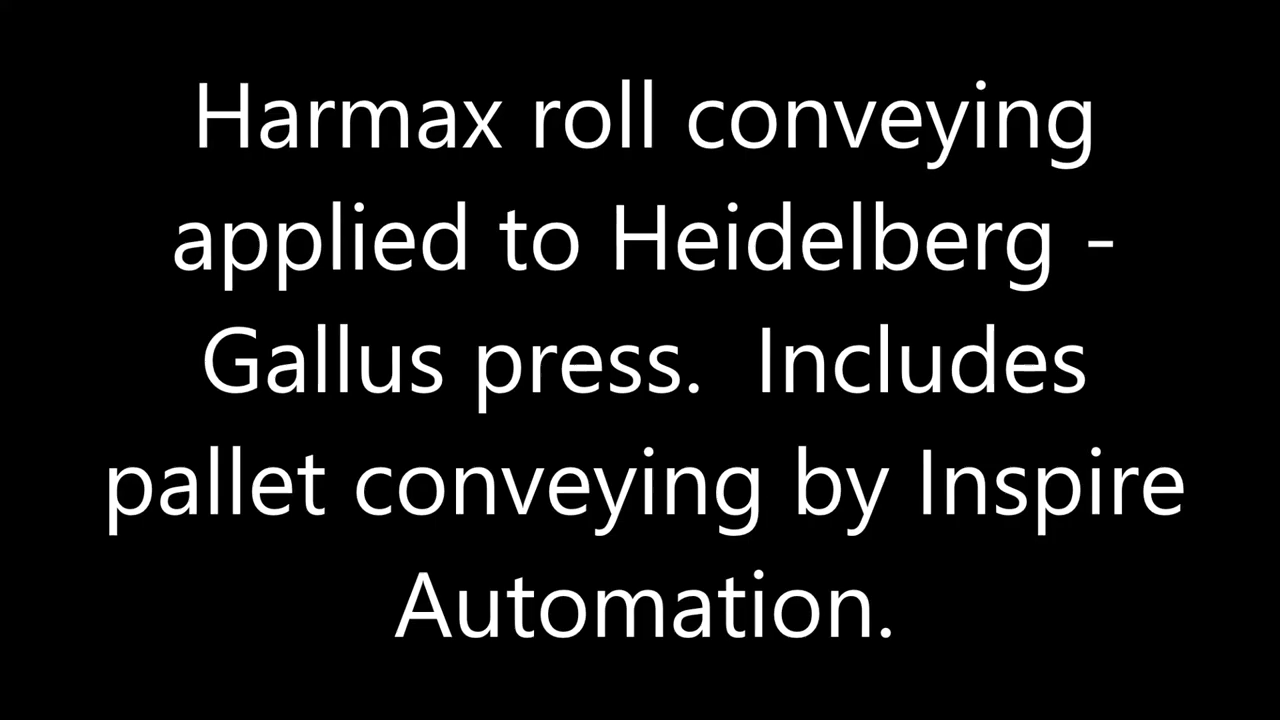 Harmax roll conveying
applied to Heidelberg -
Gallus press.  Includes
pallet conveying by Inspire
Automation.